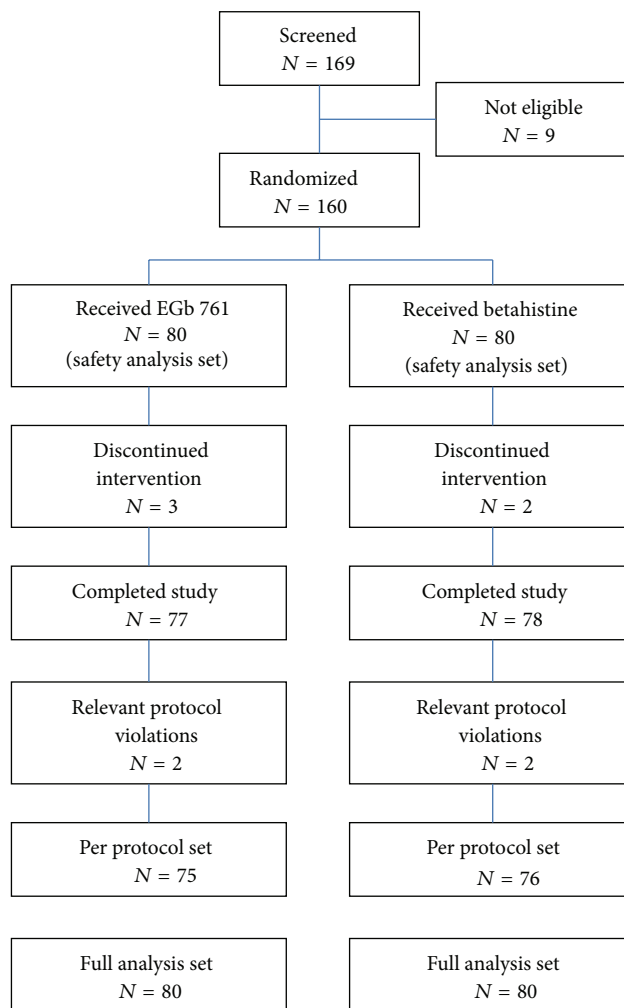 Screened
N = 169
Not eligible
N = 9
Randomized
N = 160
Received EGb 761
N = 80
(safety analysis set)
Received betahistine
N = 80
(safety analysis set)
Discontinued
intervention
N = 3
Discontinued
intervention
N = 2
Completed study
N = 77
Completed study
N = 78
Relevant protocol
violations
N = 2
Relevant protocol
violations
N = 2
Per protocol set
N = 75
Per protocol set
N = 76
Full analysis set
N = 80
Full analysis set
N = 80